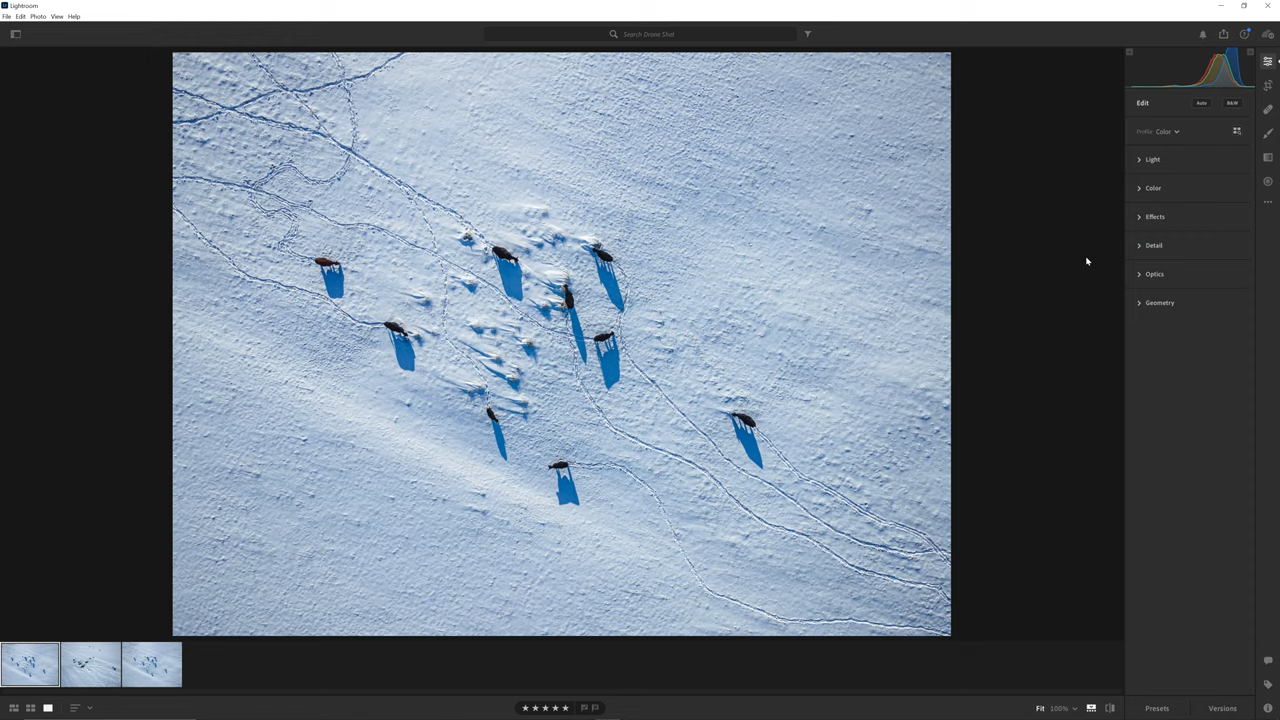 Lightroom
File Edit Photo View Help
Search Drone Shot
Edit Auto B&W
Profile Color
Light
Color
Effects
Detail
Optics
Geometry
Fit 100%
Presets Versions